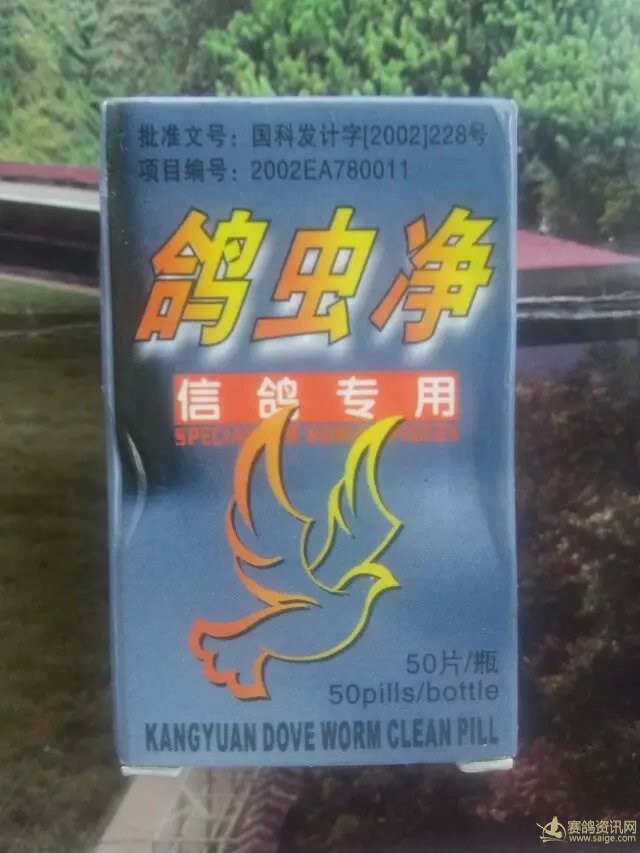 批准文号：国科发计字[2002]228号
项目编号：2002EA780011
鸽虫净
信鸽专用
50片/瓶
50pills/bottle
KANGYUAN DOVE WORM CLEAN PILL
赛鸽资讯网
www.saige.com